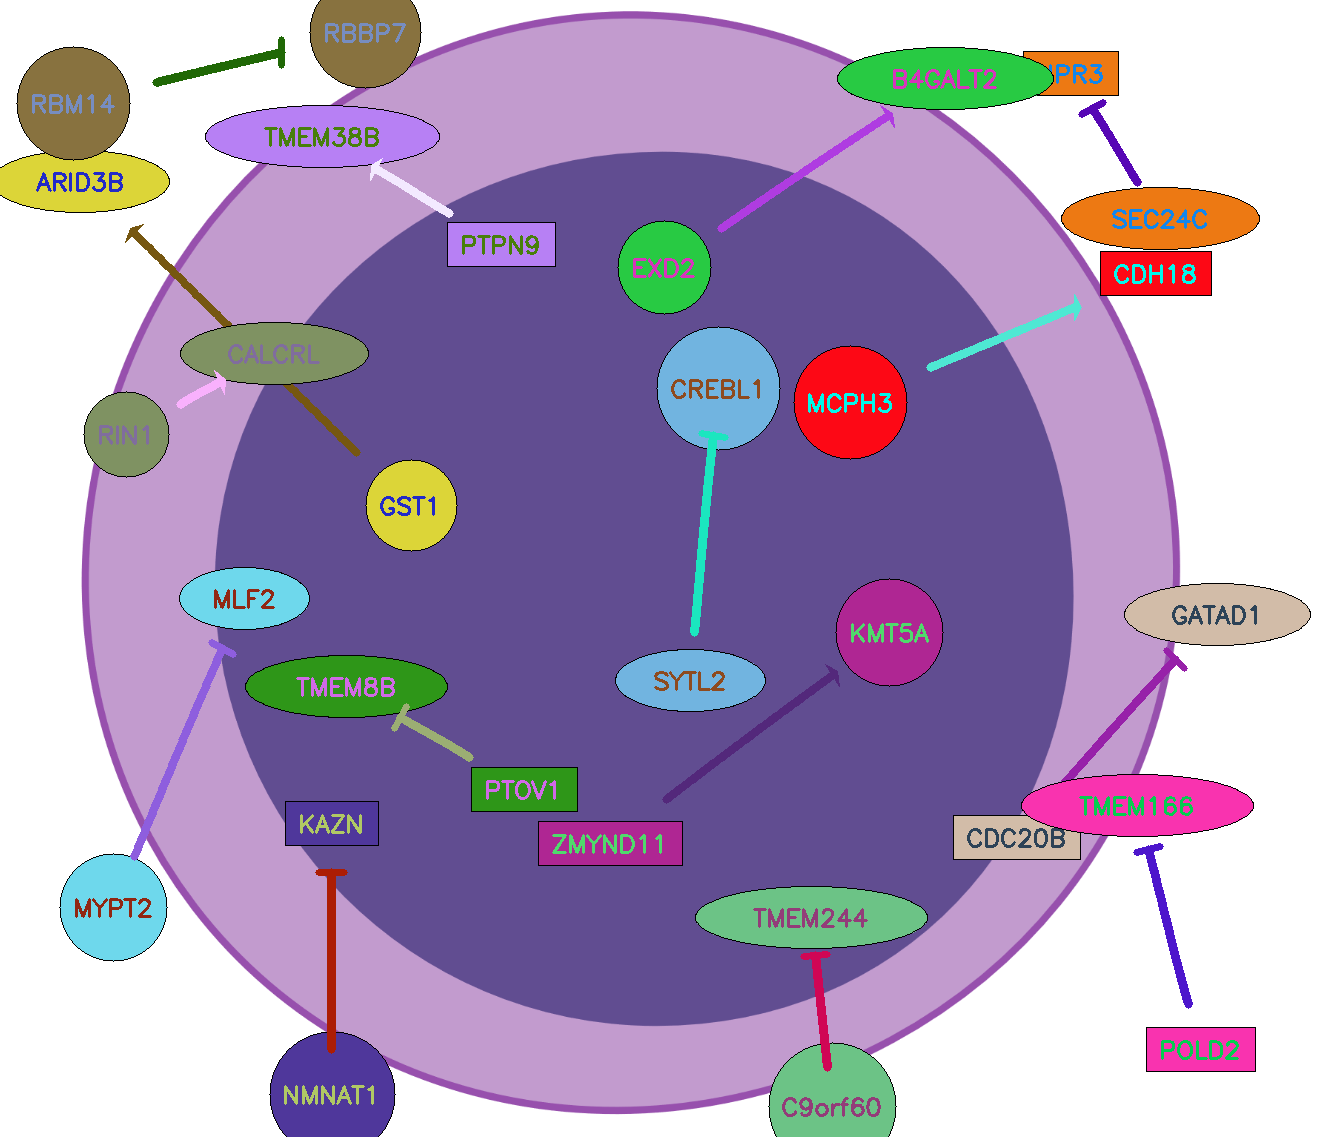 RBBP7
RBM14
B4GALT2
TMEM38B
ARID3B
SEC24C
PTPN9
EXD2
CDH18
CALCRL
CREBL1
MCPH3
RIN1
GST1
MLF2
GATAD1
KMT5A
SYTL2
TMEM8B
PTOV1
TMEM166
KAZN
CDC20B
ZMYND11
MYPT2
TMEM244
POLD2
NMNAT1
C9orf60